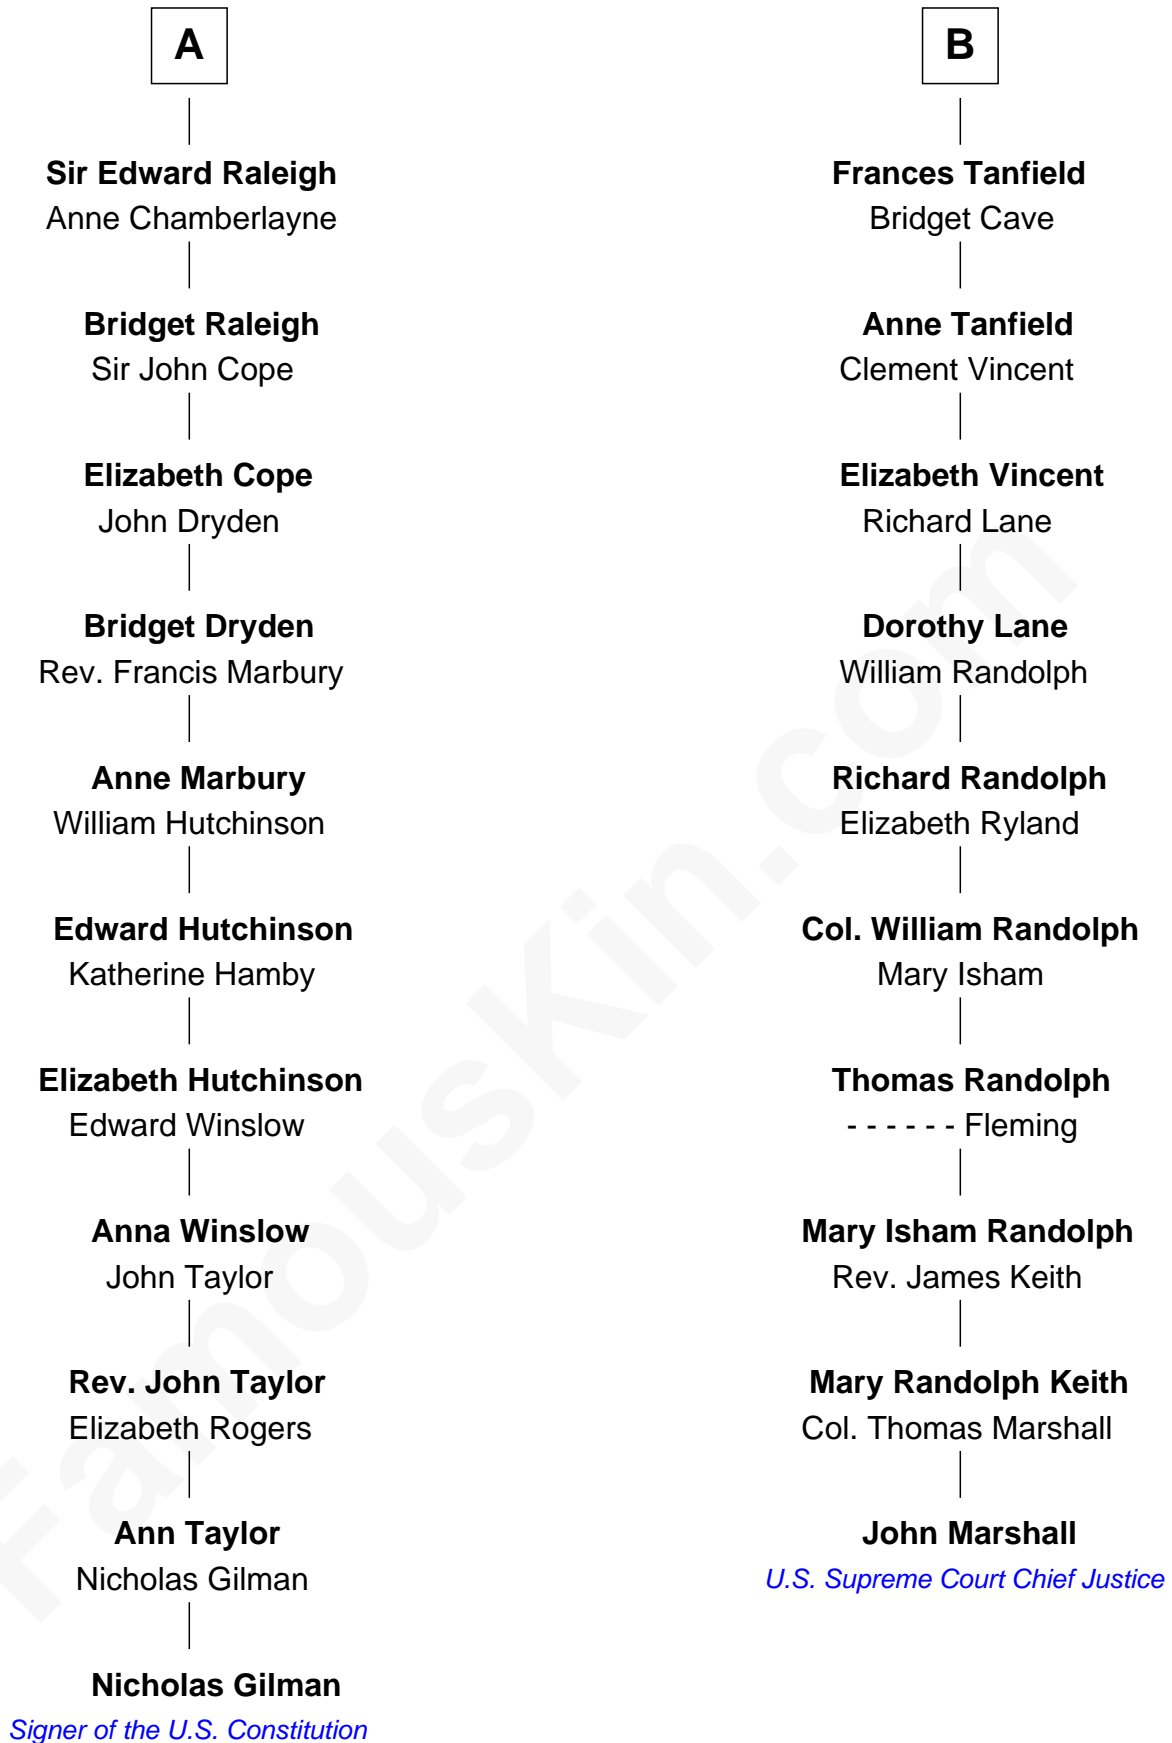 A
Sir Edward Raleigh
Anne Chamberlayne
Bridget Raleigh
Sir John Cope
Elizabeth Cope
John Dryden
Bridget Dryden
Rev. Francis Marbury
Anne Marbury
William Hutchinson
Edward Hutchinson
Katherine Hamby
Elizabeth Hutchinson
Edward Winslow
Anna Winslow
John Taylor
Rev. John Taylor
Elizabeth Rogers
Ann Taylor
Nicholas Gilman
Nicholas Gilman
Signer of the U.S. Constitution
B
Frances Tanfield
Bridget Cave
Anne Tanfield
Clement Vincent
Elizabeth Vincent
Richard Lane
Dorothy Lane
William Randolph
Richard Randolph
Elizabeth Ryland
Col. William Randolph
Mary Isham
Thomas Randolph
- - - - - - Fleming
Mary Isham Randolph
Rev. James Keith
Mary Randolph Keith
Col. Thomas Marshall
John Marshall
U.S. Supreme Court Chief Justice
FamousKin.com